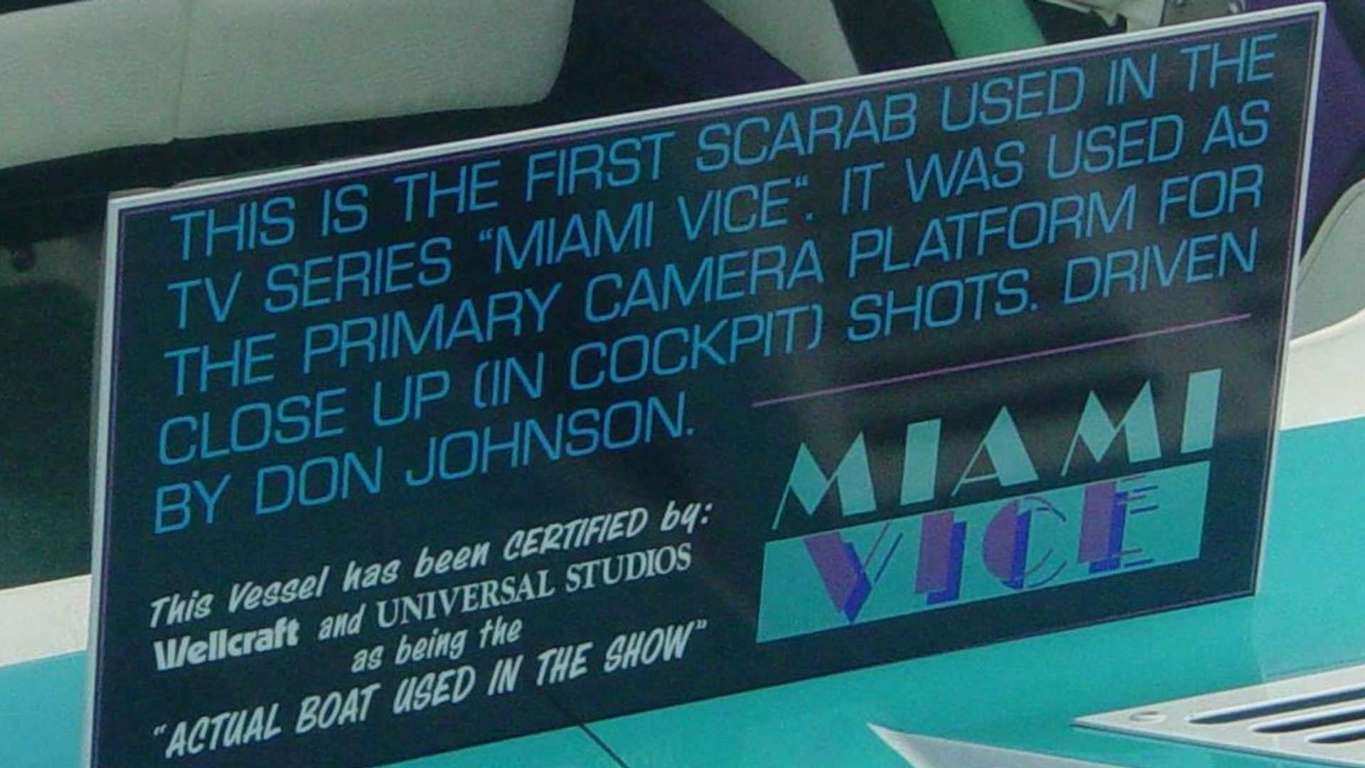 THIS IS THE FIRST SCARAB USED IN THE
TV SERIES “MIAMI VICE“. IT WAS USED AS
THE PRIMARY CAMERA PLATFORM FOR
CLOSE UP (IN COCKPIT) SHOTS. DRIVEN
BY DON JOHNSON.
This Vessel has been CERTIFIED by:
Wellcraft and UNIVERSAL STUDIOS
as being the
"ACTUAL BOAT USED IN THE SHOW"
MIAMI
VICE